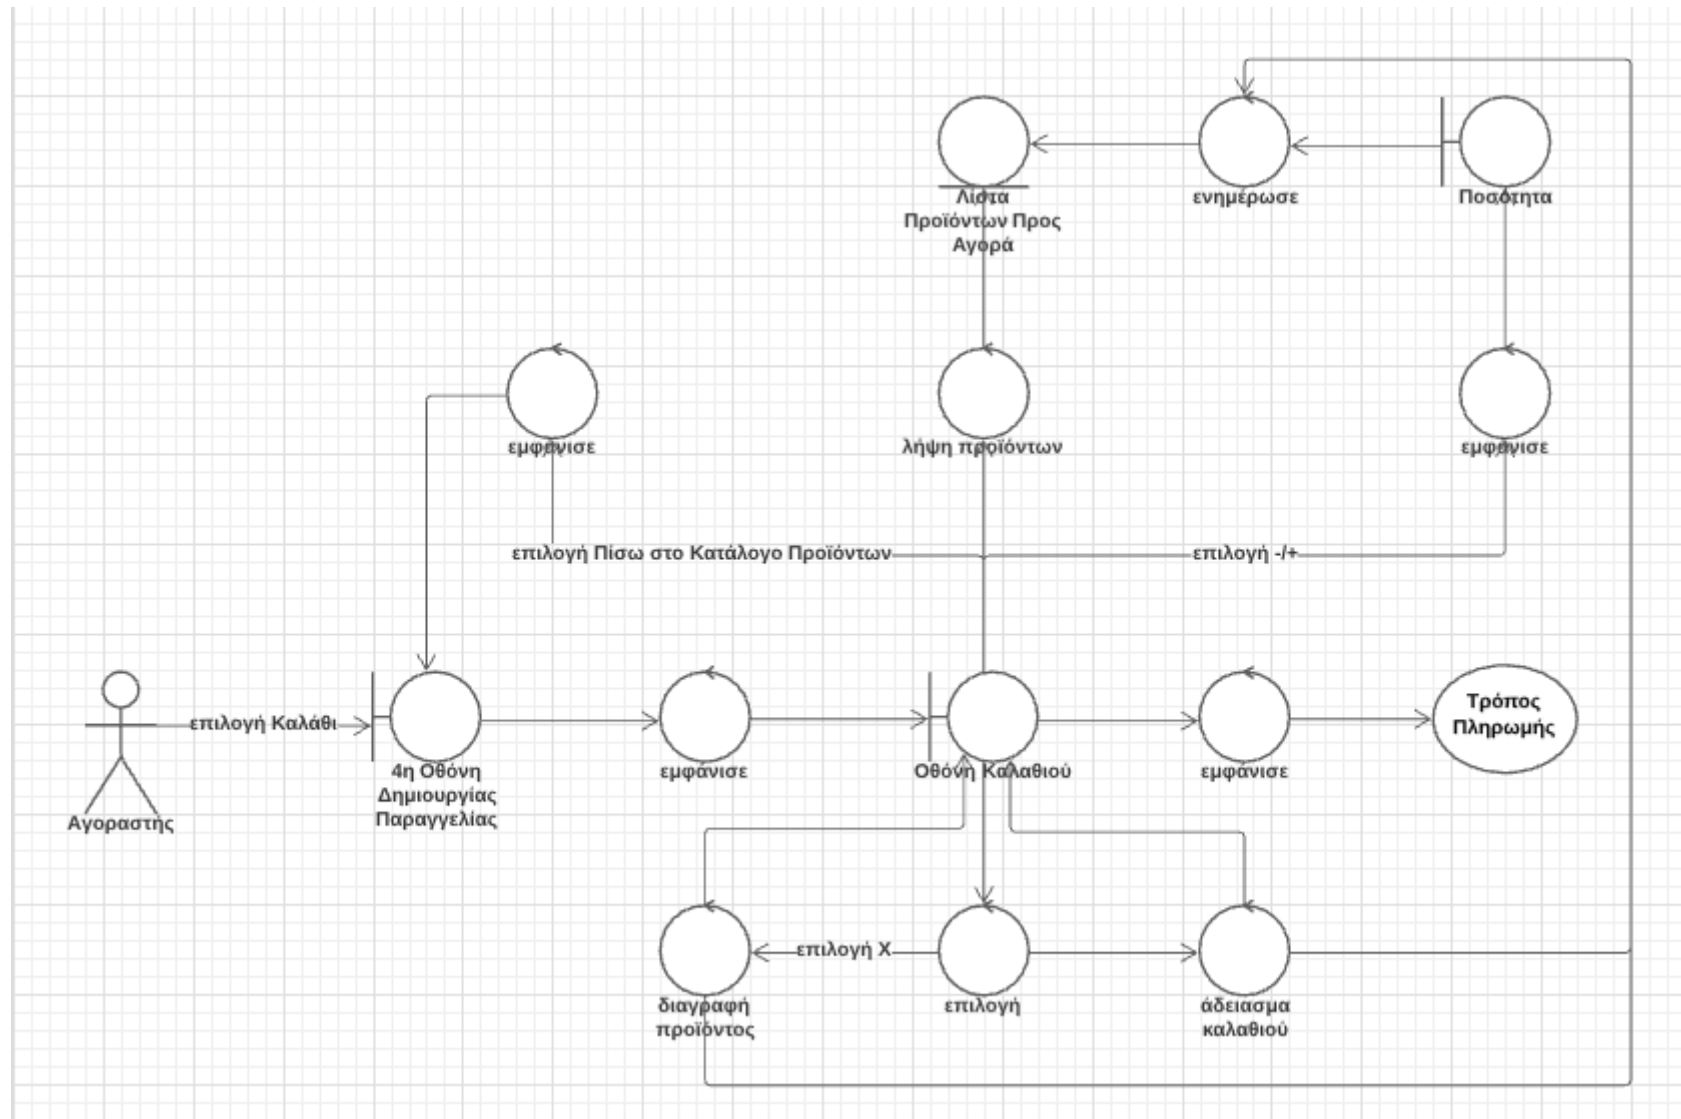 Λίστα
Προϊόντων Προς
Αγορά
ενημέρωσε
Ποσότητα
εμφάνισε
λήψη προϊόντων
εμφάνισε
επιλογή Πίσω στο Κατάλογο Προϊόντων
επιλογή -/+
επιλογή Καλάθι
Αγοραστής
4η Οθόνη
Δημιουργίας
Παραγγελίας
εμφάνισε
Οθόνη Καλαθιού
εμφάνισε
Τρόπος
Πληρωμής
επιλογή Χ
διαγραφή
προϊόντος
επιλογή
άδειασμα
καλαθιού